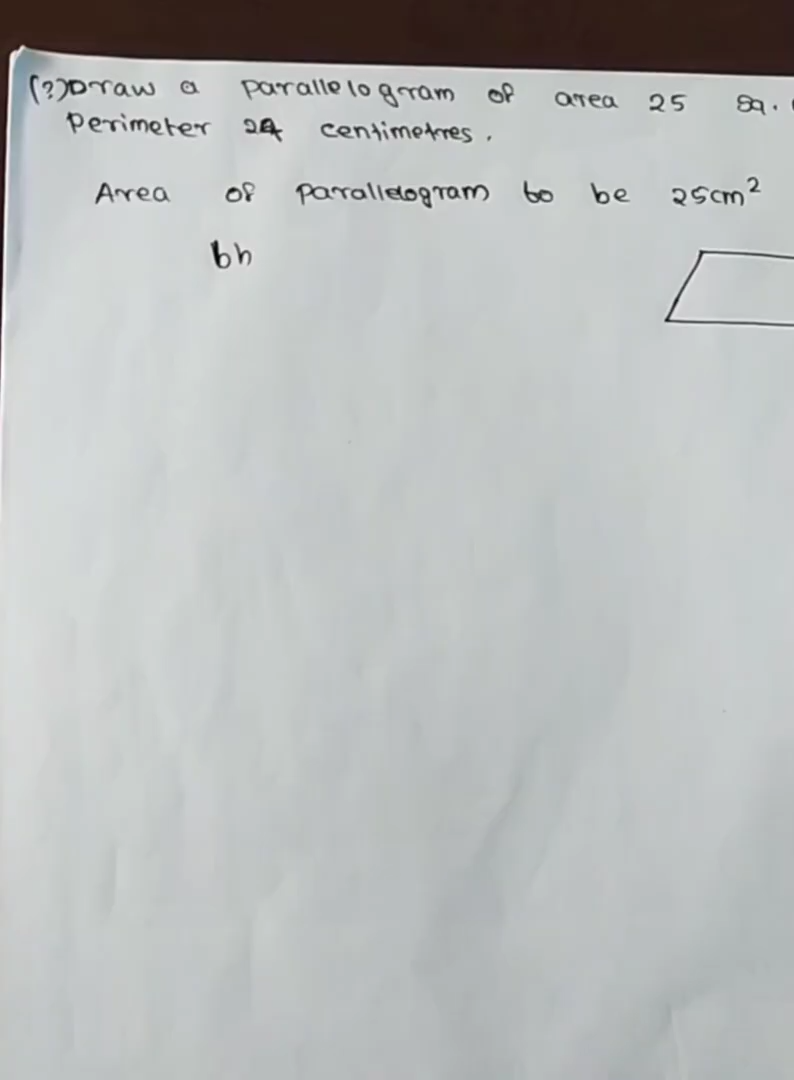 (?) Draw a parallelogram of area 25 sq.
Perimeter 24 centimetres.
Area of parallelogram to be 25cm²
bh